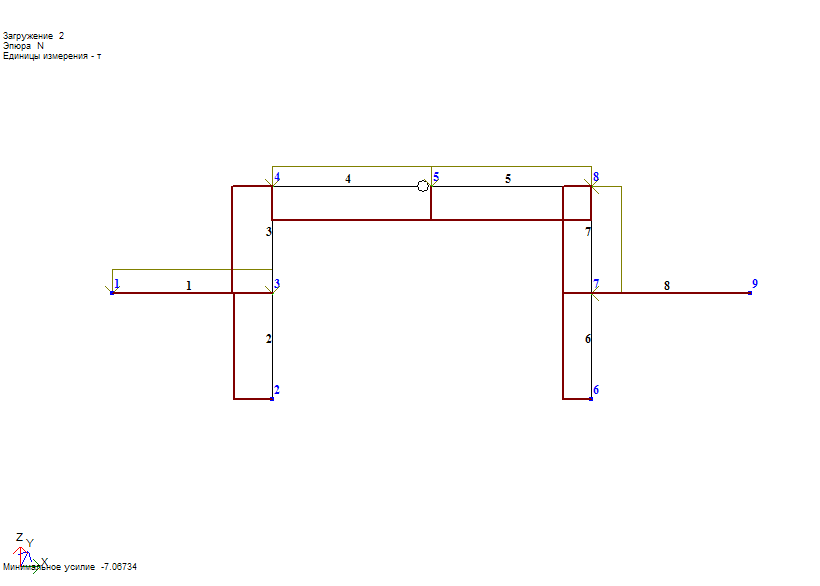 Загружение 2
Эпюра N
Единицы измерения - т
4 4 5 5 8
3 7
1 1 3 7 8 9
2 6
2 6
Z Y
X
Минимальное усилие -7.06734